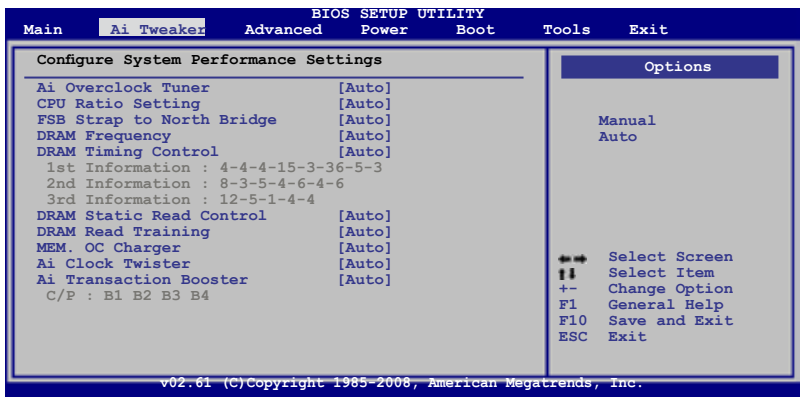 BIOS SETUP UTILITY
Main Ai Tweaker Advanced Power Boot Tools Exit
Configure System Performance Settings
Ai Overclock Tuner [Auto]
CPU Ratio Setting [Auto]
FSB Strap to North Bridge [Auto]
DRAM Frequency [Auto]
DRAM Timing Control [Auto]
1st Information : 4-4-4-15-3-36-5-3
2nd Information : 8-3-5-4-6-4-6
3rd Information : 12-5-1-4-4
DRAM Static Read Control [Auto]
DRAM Read Training [Auto]
MEM. OC Charger [Auto]
Ai Clock Twister [Auto]
Ai Transaction Booster [Auto]
C/P : B1 B2 B3 B4
Options
Manual
Auto
Select Screen
Select Item
+- Change Option
F1 General Help
F10 Save and Exit
ESC Exit
v02.61 (C)Copyright 1985-2008, American Megatrends, Inc.